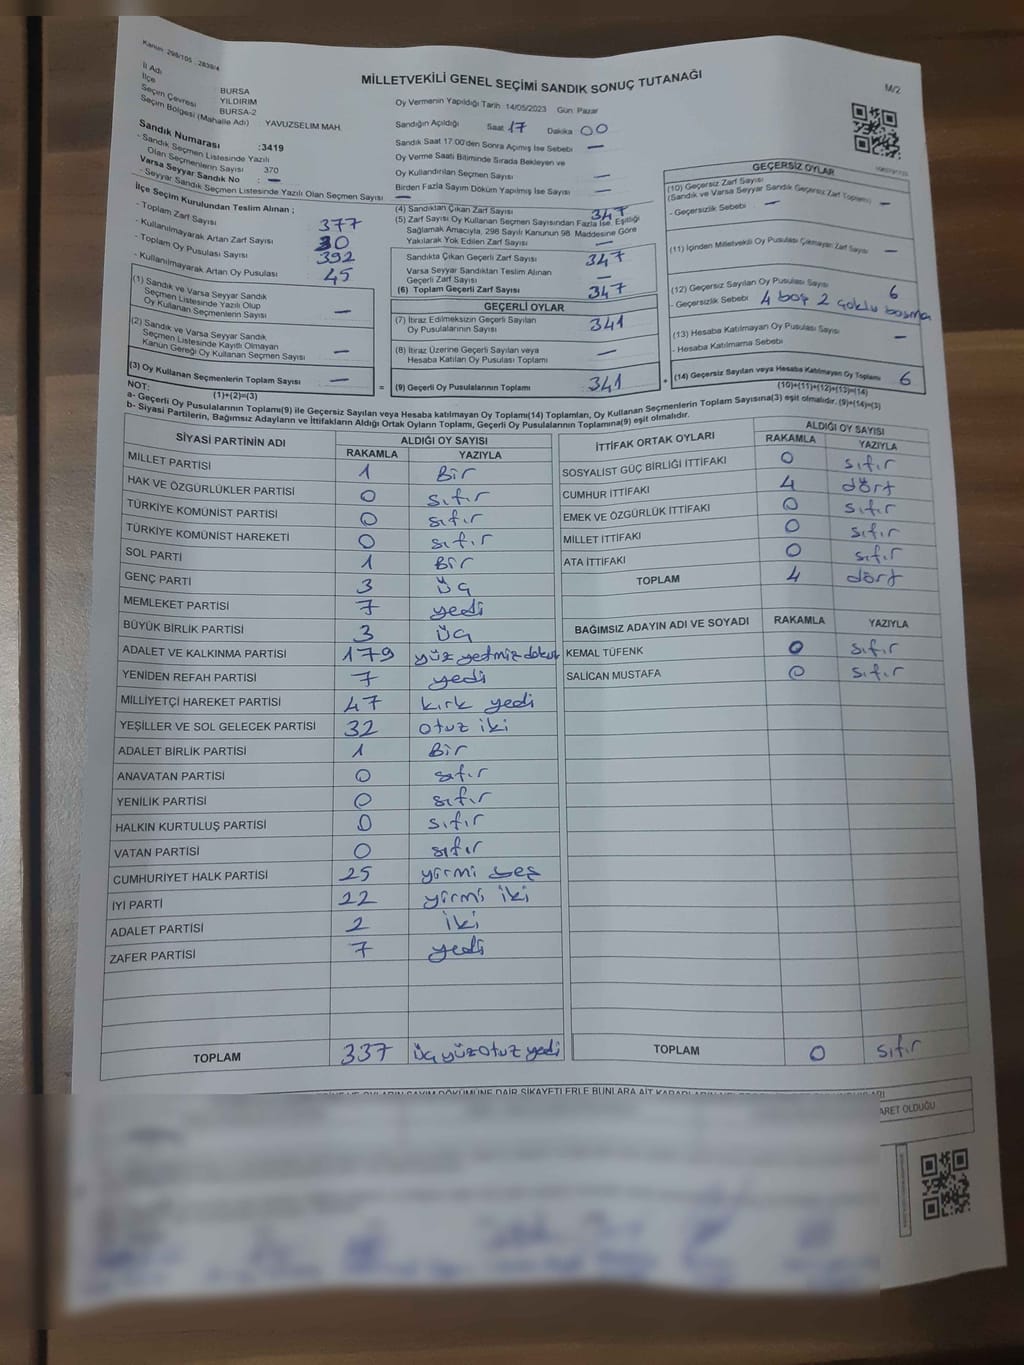 Kanun : 298/105 : 2839/4
MİLLETVEKİLİ GENEL SEÇİMİ SANDIK SONUÇ TUTANAĞI
M/2
İl Adı : BURSA
İlçe : YILDIRIM
Seçim Çevresi : BURSA-2
Seçim Bölgesi (Mahalle Adı) : YAVUZSELIM MAH.
Oy Vermenin Yapıldığı Tarih :14/05/2023 Gün: Pazar
Sandığın Açıldığı Saat 17 Dakika 00
Sandık Saat 17:00'den Sonra Açımış İse Sebebi —
Oy Verme Saati Bitiminde Sırada Bekleyen ve
Oy Kullandırılan Seçmen Sayısı —
Birden Fazla Sayım Döküm Yapılmış İse Sayısı —
Sandık Numarası :3419
- Sandık Seçmen Listesinde Yazılı
Olan Seçmenlerin Sayısı 370
Varsa Seyyar Sandık No : —
- Seyyar Sandık Seçmen Listesinde Yazılı Olan Seçmen Sayısı —
İlçe Seçim Kurulundan Teslim Alınan ;
- Toplam Zarf Sayısı 377
- Kullanılmayarak Artan Zarf Sayısı 30
- Toplam Oy Pusulası Sayısı 392
- Kullanılmayarak Artan Oy Pusulası 45
(1) Sandık ve Varsa Seyyar Sandık
Seçmen Listesinde Yazılı Olup
Oy Kullanan Seçmenlerin Sayısı —
(2) Sandık ve Varsa Seyyar Sandık
Seçmen Listesinde Kayıtlı Olmayan
Kanun Gereği Oy Kullanan Seçmen Sayısı —
(3) Oy Kullanan Seçmenlerin Toplam Sayısı —
(1)+(2)=(3)
(4) Sandıktan Çıkan Zarf Sayısı 347
(5) Zarf Sayısı Oy Kullanan Seçmen Sayısından Fazla İse, Eşitliği
Sağlamak Amacıyla, 298 Sayılı Kanunun 98. Maddesine Göre
Yakılarak Yok Edilen Zarf Sayısı —
Sandıkta Çıkan Geçerli Zarf Sayısı 347
Varsa Seyyar Sandıktan Teslim Alınan
Geçerli Zarf Sayısı —
(6) Toplam Geçerli Zarf Sayısı 347
GEÇERLİ OYLAR
(7) İtiraz Edilmeksizin Geçerli Sayılan
Oy Pusulalarının Sayısı 341
(8) İtiraz Üzerine Geçerli Sayılan veya
Hesaba Katılan Oy Pusulası Toplamı —
= (9) Geçerli Oy Pusulalarının Toplamı 341 +
GEÇERSİZ OYLAR
(10) Geçersiz Zarf Sayısı
(Sandık ve Varsa Seyyar Sandık Geçersiz Zarf Toplamı) —
- Geçersizlik Sebebi : —
(11) İçinden Milletvekili Oy Pusulası Çıkmayan Zarf Sayısı —
(12) Geçersiz Sayılan Oy Pusulası Sayısı 6
- Geçersizlik Sebebi 4 boş 2 çoklu basma
(13) Hesaba Katılmayan Oy Pusulası Sayısı —
- Hesaba Katılmama Sebebi
(14) Geçersiz Sayılan veya Hesaba Katılmayan Oy Toplamı 6
(10)+(11)+(12)+(13)=(14)
NOT:
a- Geçerli Oy Pusulalarının Toplamı(9) ile Geçersiz Sayılan veya Hesaba katılmayan Oy Toplamı(14) Toplamları, Oy Kullanan Seçmenlerin Toplam Sayısına(3) eşit olmalıdır. (9)+(14)=(3)
b- Siyasi Partilerin, Bağımsız Adayların ve İttifakların Aldığı Ortak Oyların Toplamı, Geçerli Oy Pusulalarının Toplamına(9) eşit olmalıdır.
SİYASİ PARTİNİN ADI ALDIĞI OY SAYISI
RAKAMLA YAZIYLA
MİLLET PARTİSİ 1 Bir
HAK VE ÖZGÜRLÜKLER PARTİSİ 0 sıfır
TÜRKİYE KOMÜNİST PARTİSİ 0 sıfır
TÜRKİYE KOMÜNİST HAREKETİ 0 sıfır
SOL PARTİ 1 Bir
GENÇ PARTİ 3 üç
MEMLEKET PARTİSİ 7 yedi
BÜYÜK BİRLİK PARTİSİ 3 üç
ADALET VE KALKINMA PARTİSİ 179 yüz yetmiz dokuz
YENİDEN REFAH PARTİSİ 7 yedi
MİLLİYETÇİ HAREKET PARTİSİ 47 kırk yedi
YEŞİLLER VE SOL GELECEK PARTİSİ 32 otuz iki
ADALET BİRLİK PARTİSİ 1 Bir
ANAVATAN PARTİSİ 0 sıfır
YENİLİK PARTİSİ 0 sıfır
HALKIN KURTULUŞ PARTİSİ 0 sıfır
VATAN PARTİSİ 0 sıfır
CUMHURİYET HALK PARTİSİ 25 yirmi beş
İYİ PARTİ 22 yirmi iki
ADALET PARTİSİ 2 iki
ZAFER PARTİSİ 7 yedi
TOPLAM 337 üç yüz otuz yedi
İTTİFAK ORTAK OYLARI ALDIĞI OY SAYISI
RAKAMLA YAZIYLA
SOSYALIST GÜÇ BİRLİĞİ İTTİFAKI 0 sıfır
CUMHUR İTTİFAKI 4 dört
EMEK VE ÖZGÜRLÜK İTTİFAKI 0 sıfır
MİLLET İTTİFAKI 0 sıfır
ATA İTTİFAKI 0 sıfır
TOPLAM 4 dört
BAĞIMSIZ ADAYIN ADI VE SOYADI RAKAMLA YAZIYLA
KEMAL TÜFENK 0 sıfır
SALİCAN MUSTAFA 0 sıfır
TOPLAM 0 sıfır
OYLARIN SAYIM DÖKÜMÜNE DAİR ŞİKAYETLERLE BUNLARA AİT
ARET OLDUĞU